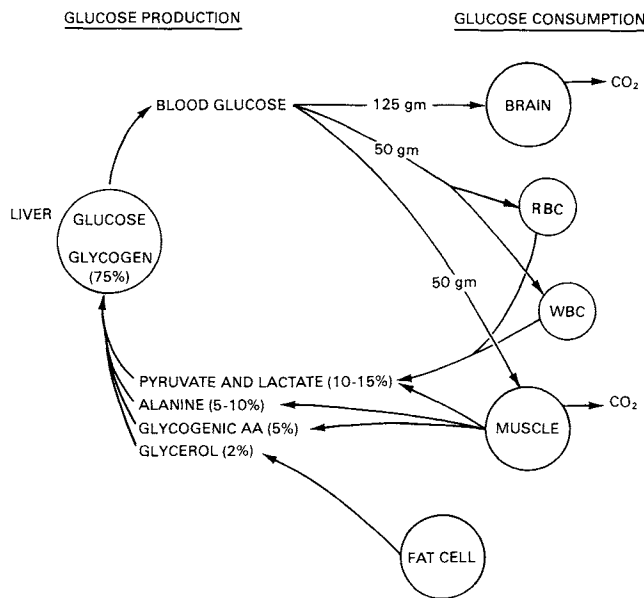 GLUCOSE PRODUCTION
GLUCOSE CONSUMPTION
BLOOD GLUCOSE
125 gm
BRAIN
CO₂
50 gm
RBC
LIVER
GLUCOSE
GLYCOGEN
(75%)
50 gm
WBC
PYRUVATE AND LACTATE (10-15%)
ALANINE (5-10%)
GLYCOGENIC AA (5%)
GLYCEROL (2%)
MUSCLE
CO₂
FAT CELL